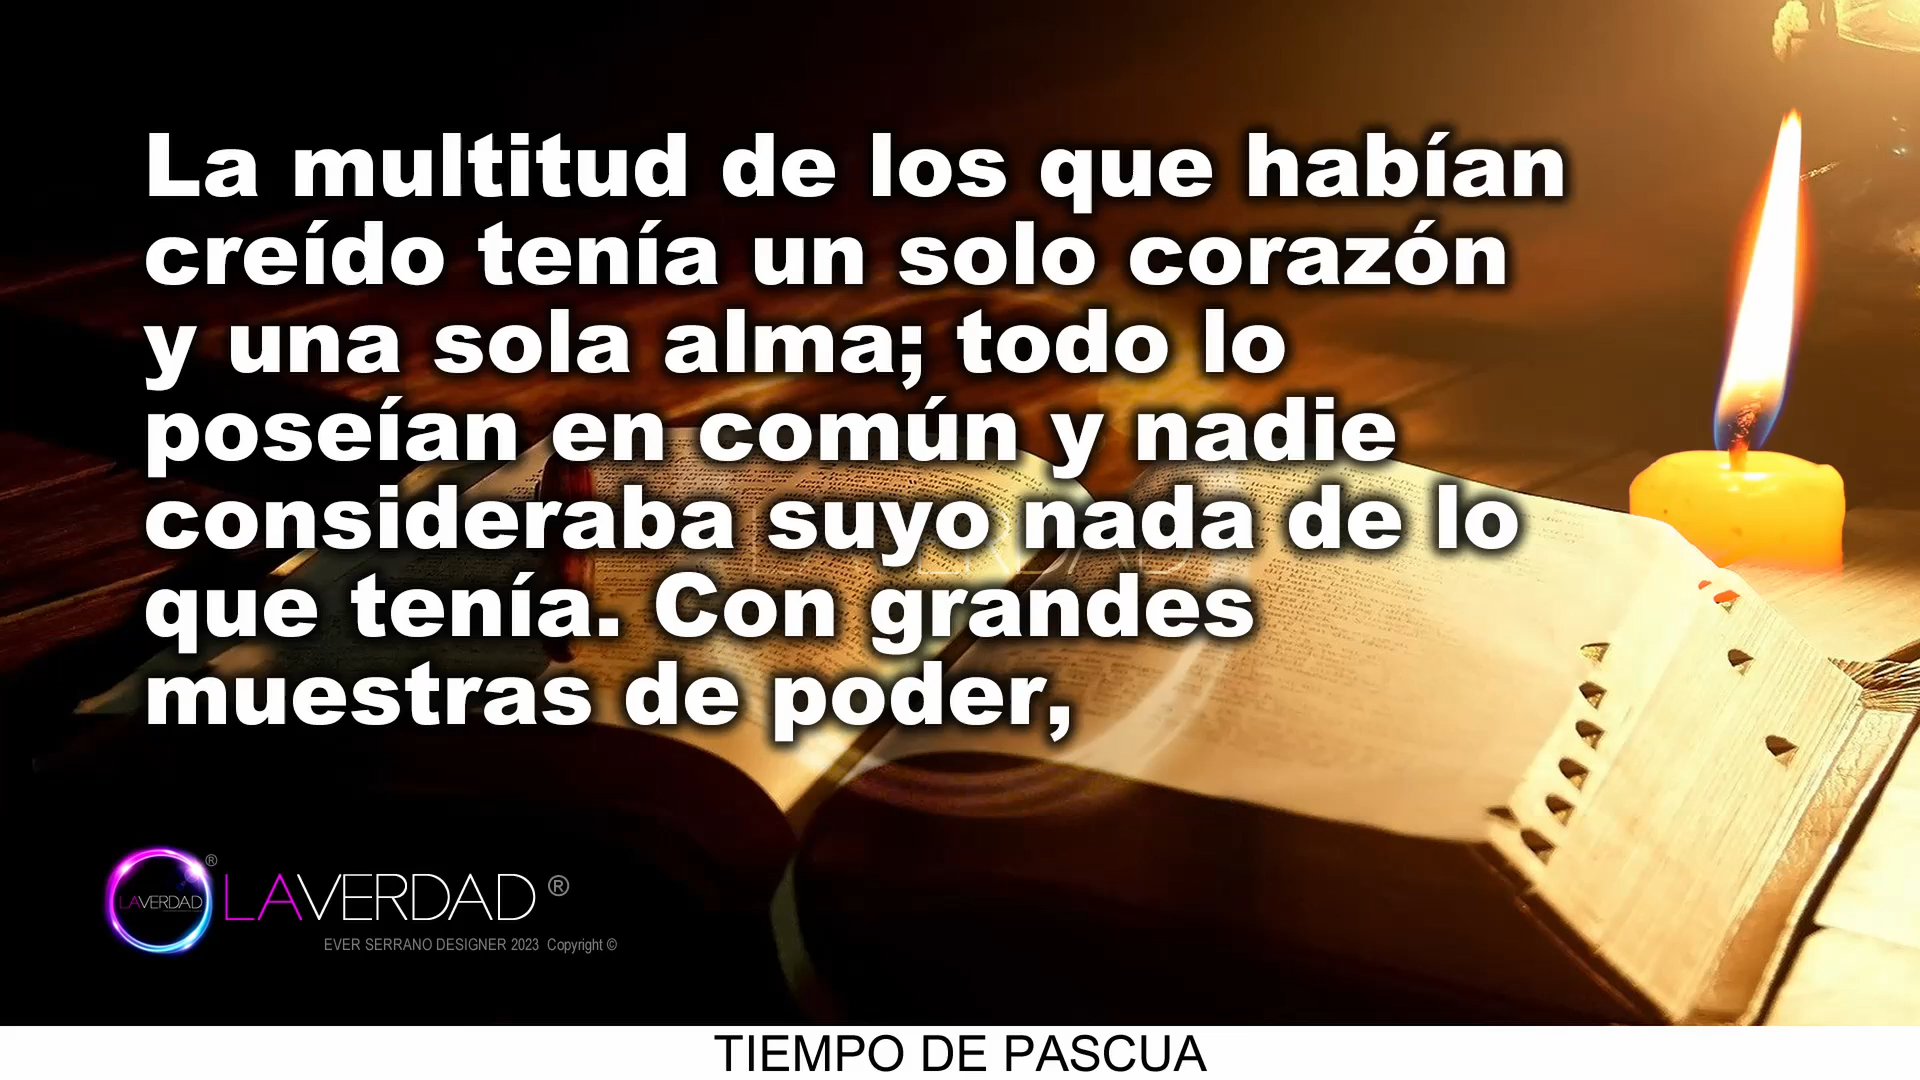 La multitud de los que habían
creído tenía un solo corazón
y una sola alma; todo lo
poseían en común y nadie
consideraba suyo nada de lo
que tenía. Con grandes
muestras de poder,
LAVERDAD
®
LAVERDAD ®
EVER SERRANO DESIGNER 2023 Copyright ©
TIEMPO DE PASCUA